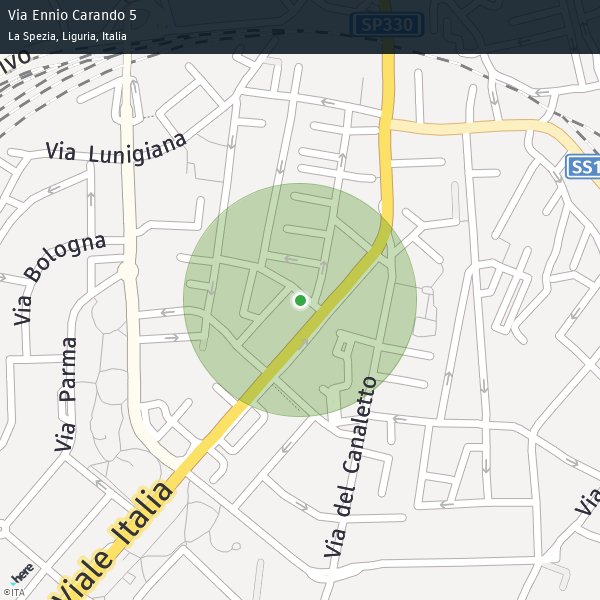 Via Ennio Carando 5
La Spezia, Liguria, Italia
SP330
ivo
Via Lunigiana
SS1
Via Bologna
Via Parma
Via del Canaletto
Via
Viale Italia
here
©ITA